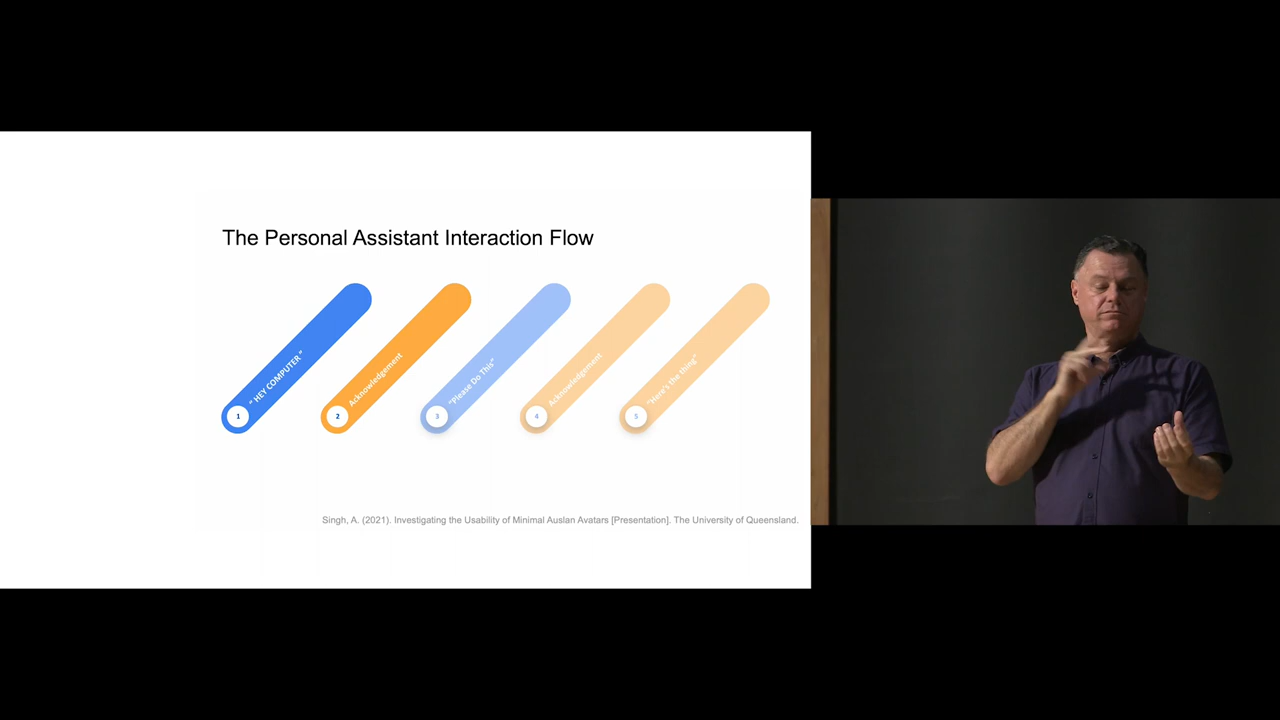 The Personal Assistant Interaction Flow
1 " HEY COMPUTER "
2 Acknowledgement
3 "Please Do This"
4 Acknowledgement
5 "Here's the thing"
Singh, A. (2021). Investigating the Usability of Minimal Auslan Avatars [Presentation]. The University of Queensland.